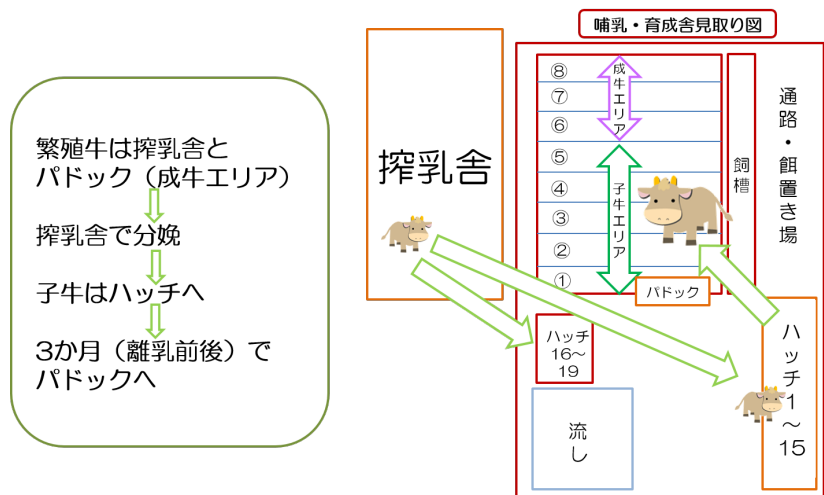 繁殖牛は搾乳舎と
パドック（成牛エリア）
搾乳舎で分娩
子牛はハッチへ
3か月（離乳前後）で
パドックへ
哺乳・育成舎見取り図
搾乳舎
⑧
⑦
⑥
⑤
④
③
②
①
成牛エリア
子牛エリア
パドック
飼槽
通路・餌置き場
ハッチ
16～
19
流し
ハッチ1～15